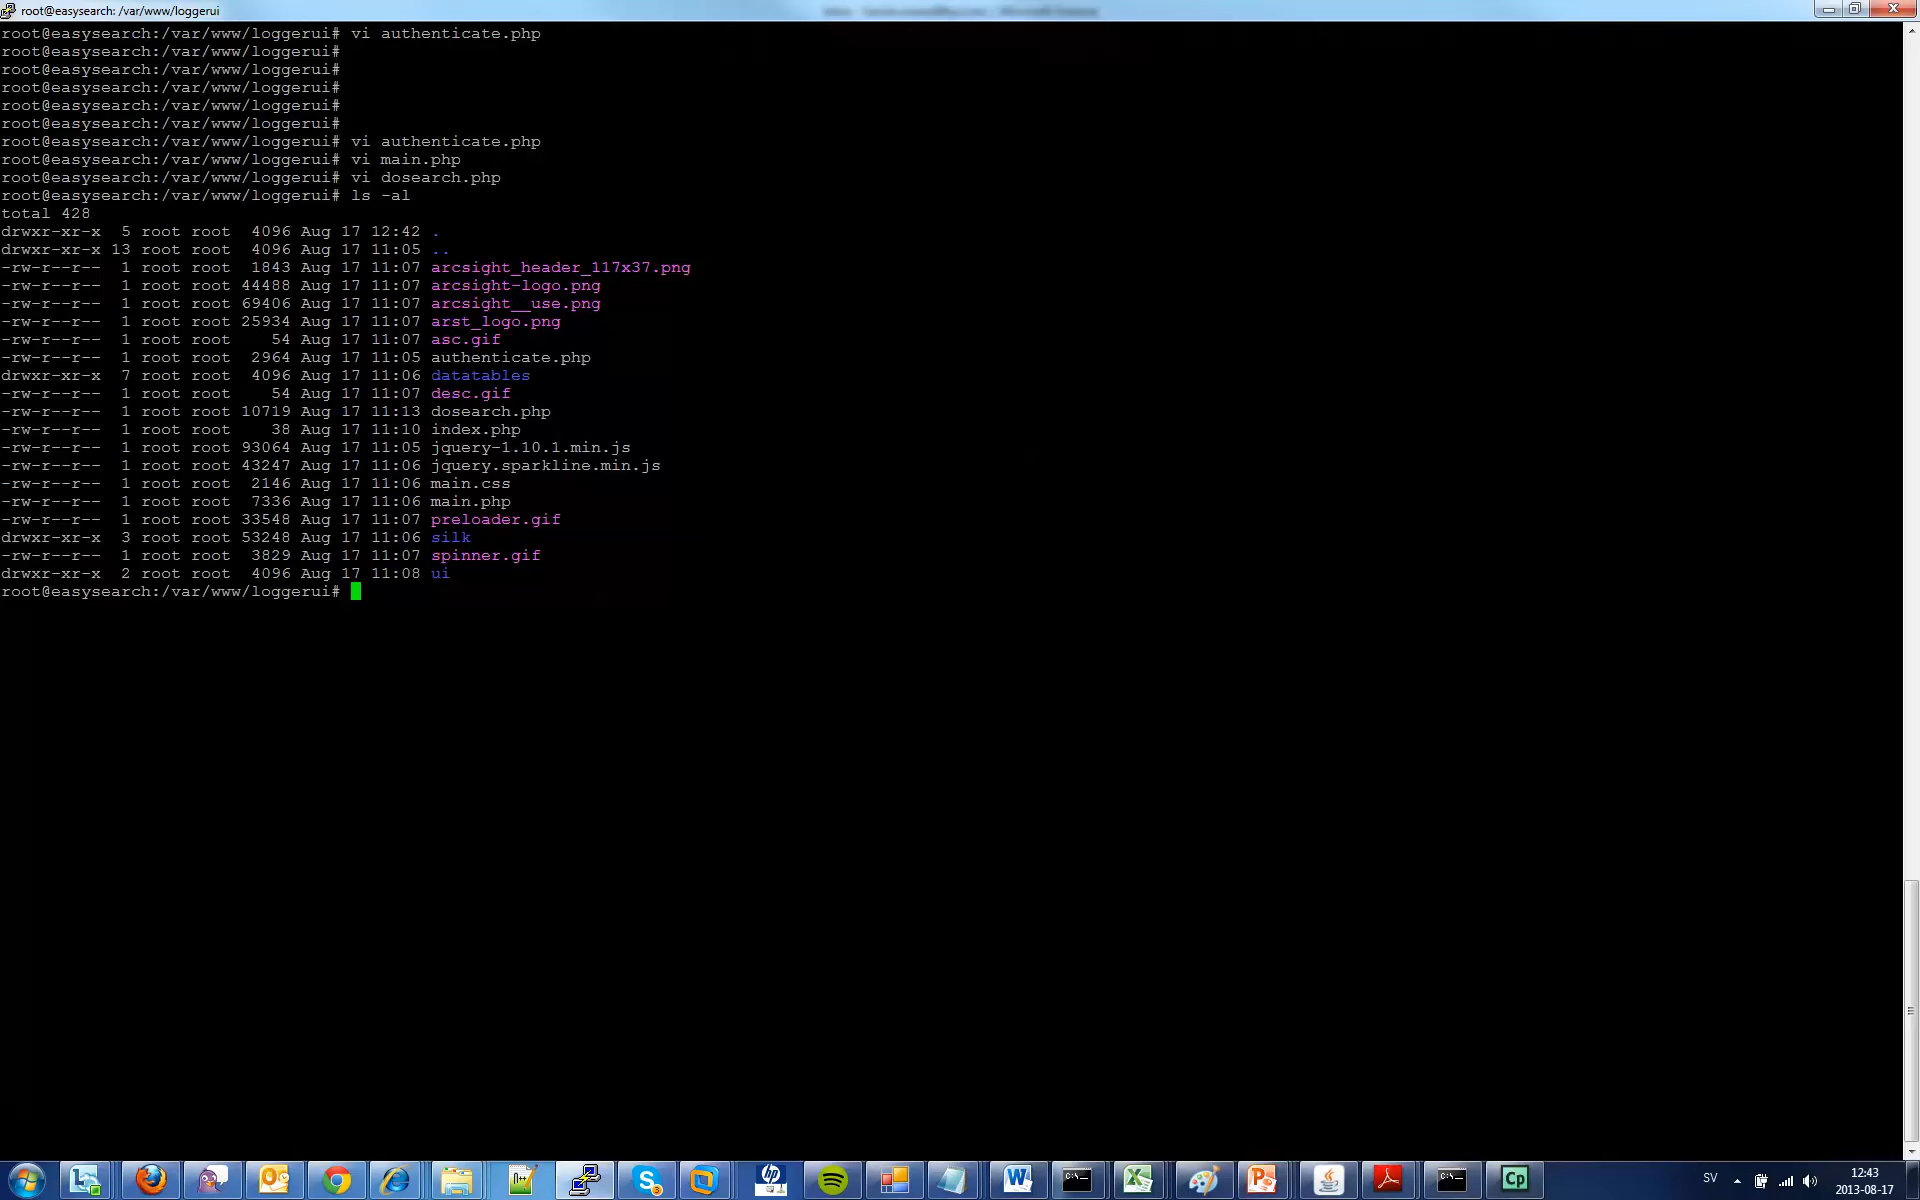 root@easysearch: /var/www/loggerui
root@easysearch:/var/www/loggerui# vi authenticate.php
root@easysearch:/var/www/loggerui#
root@easysearch:/var/www/loggerui#
root@easysearch:/var/www/loggerui#
root@easysearch:/var/www/loggerui#
root@easysearch:/var/www/loggerui#
root@easysearch:/var/www/loggerui# vi authenticate.php
root@easysearch:/var/www/loggerui# vi main.php
root@easysearch:/var/www/loggerui# vi dosearch.php
root@easysearch:/var/www/loggerui# ls -al
total 428
drwxr-xr-x  5 root root  4096 Aug 17 12:42 .
drwxr-xr-x 13 root root  4096 Aug 17 11:05 ..
-rw-r--r--  1 root root  1843 Aug 17 11:07 arcsight_header_117x37.png
-rw-r--r--  1 root root 44488 Aug 17 11:07 arcsight-logo.png
-rw-r--r--  1 root root 69406 Aug 17 11:07 arcsight__use.png
-rw-r--r--  1 root root 25934 Aug 17 11:07 arst_logo.png
-rw-r--r--  1 root root    54 Aug 17 11:07 asc.gif
-rw-r--r--  1 root root  2964 Aug 17 11:05 authenticate.php
drwxr-xr-x  7 root root  4096 Aug 17 11:06 datatables
-rw-r--r--  1 root root    54 Aug 17 11:07 desc.gif
-rw-r--r--  1 root root 10719 Aug 17 11:13 dosearch.php
-rw-r--r--  1 root root    38 Aug 17 11:10 index.php
-rw-r--r--  1 root root 93064 Aug 17 11:05 jquery-1.10.1.min.js
-rw-r--r--  1 root root 43247 Aug 17 11:06 jquery.sparkline.min.js
-rw-r--r--  1 root root  2146 Aug 17 11:06 main.css
-rw-r--r--  1 root root  7336 Aug 17 11:06 main.php
-rw-r--r--  1 root root 33548 Aug 17 11:07 preloader.gif
drwxr-xr-x  3 root root 53248 Aug 17 11:06 silk
-rw-r--r--  1 root root  3829 Aug 17 11:07 spinner.gif
drwxr-xr-x  2 root root  4096 Aug 17 11:08 ui
root@easysearch:/var/www/loggerui#
SV
12:43
2013-08-17